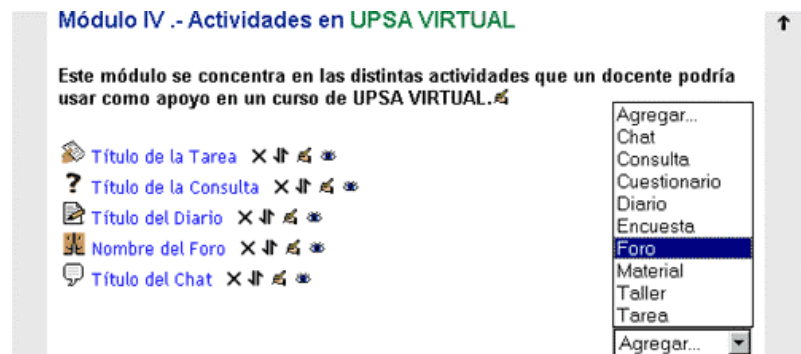 Módulo IV .- Actividades en UPSA VIRTUAL
Este módulo se concentra en las distintas actividades que un docente podría
usar como apoyo en un curso de UPSA VIRTUAL.
Título de la Tarea
Título de la Consulta
Título del Diario
Nombre del Foro
Título del Chat
Agregar...
Chat
Consulta
Cuestionario
Diario
Encuesta
Foro
Material
Taller
Tarea
Agregar...